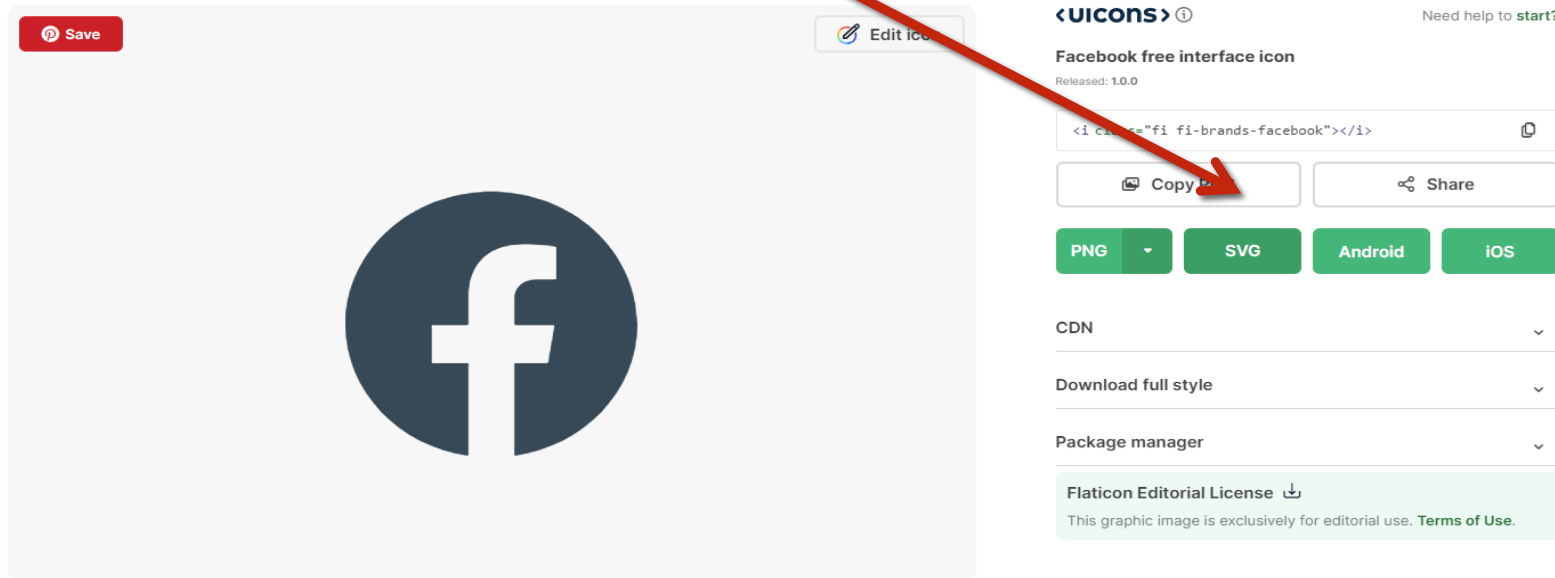 Save
Edit
<uicons>
Need help to start?
Facebook free interface icon
Released: 1.0.0
<i "fi fi-brands-facebook"></i>
Copy
Share
PNG
SVG
Android
iOS
CDN
Download full style
Package manager
Flaticon Editorial License
This graphic image is exclusively for editorial use. Terms of Use.